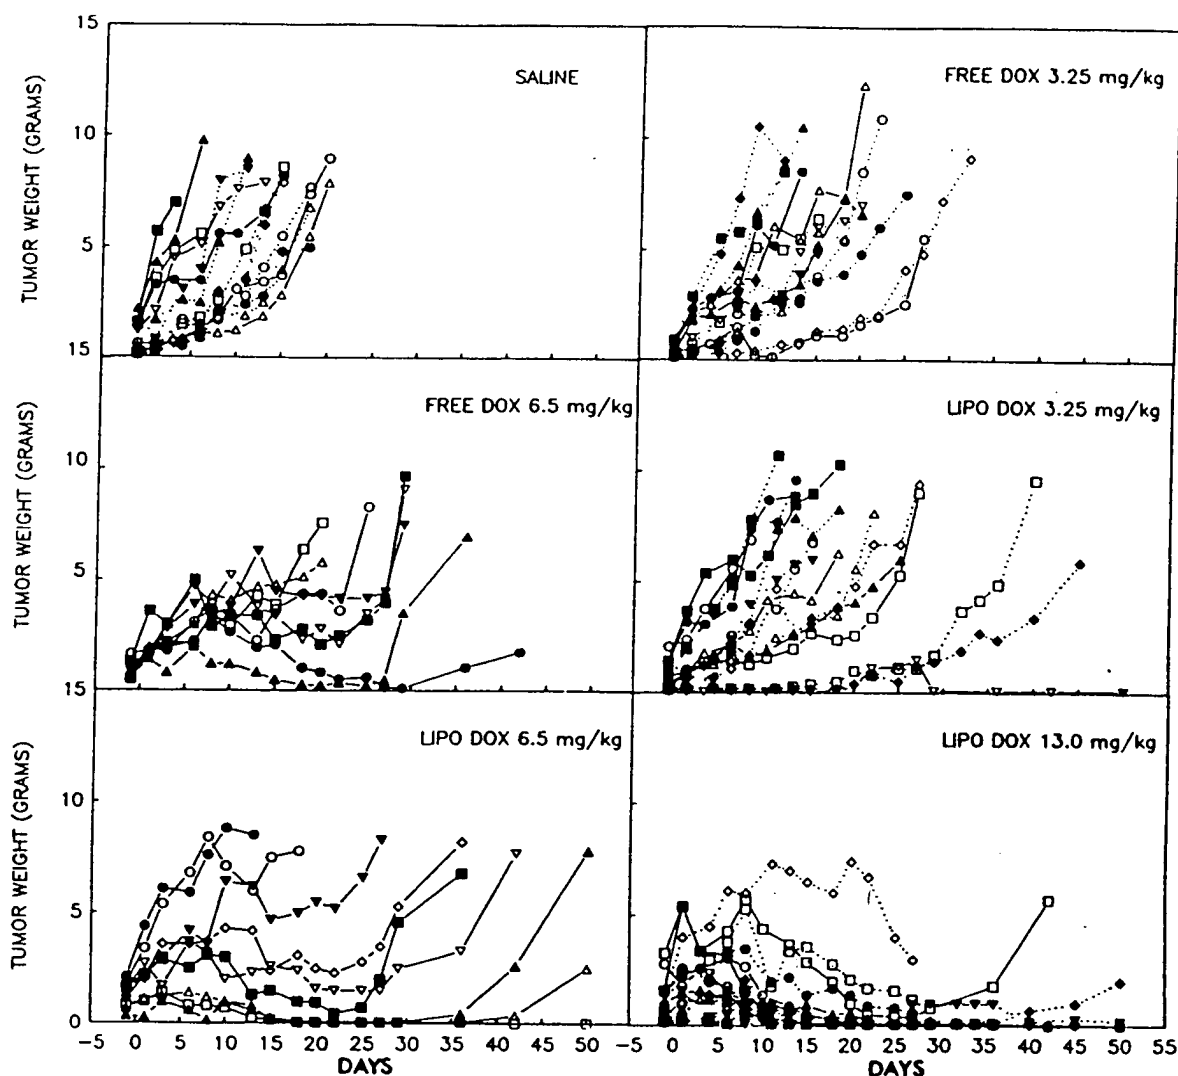 15
SALINE
FREE DOX 3.25 mg/kg
10
5
TUMOR WEIGHT (GRAMS)
15
FREE DOX 6.5 mg/kg
LIPO DOX 3.25 mg/kg
10
5
TUMOR WEIGHT (GRAMS)
15
LIPO DOX 6.5 mg/kg
LIPO DOX 13.0 mg/kg
10
5
TUMOR WEIGHT (GRAMS)
0
-5 0 5 10 15 20 25 30 35 40 45 50 -5 0 5 10 15 20 25 30 35 40 45 50 55
DAYS DAYS